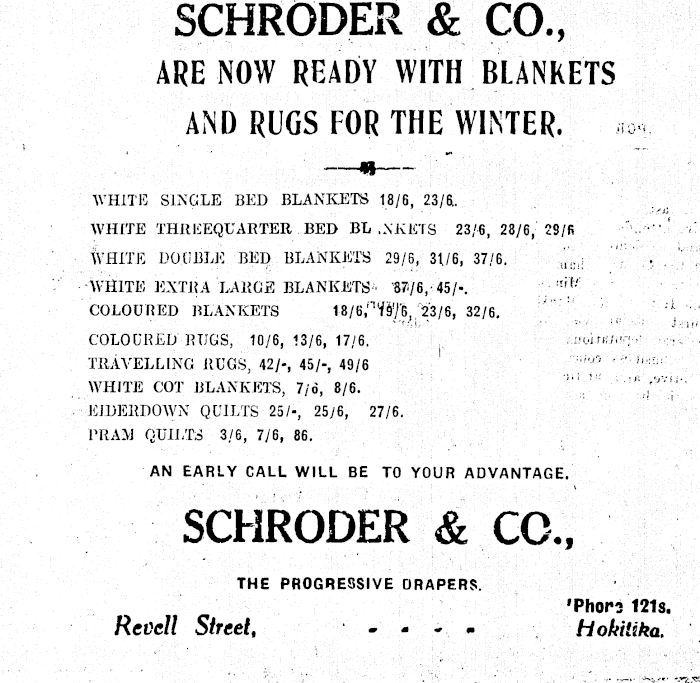 SCHRODER & CO.,
ARE NOW READY WITH BLANKETS
AND RUGS FOR THE WINTER.
WHITE SINGLE BED BLANKETS 18/6, 23/6.
WHITE THREEQUARTER BED BL NKETS 23/6, 28/6, 29/6
WHITE DOUBLE BED BLANKETS 29/6, 31/6, 37/6.
WHITE EXTRA LARGE BLANKETS 87/6, 45/-.
COLOURED BLANKETS 18/6, 19/6, 23/6, 32/6.
COLOURED RUGS, 10/6, 13/6, 17/6.
TRAVELLING RUGS, 42/-, 45/-, 49/6
WHITE COT BLANKETS, 7/6, 8/6.
EIDERDOWN QUILTS 25/-, 25/6, 27/6.
PRAM QUILTS 3/6, 7/6, 86.
AN EARLY CALL WILL BE TO YOUR ADVANTAGE.
SCHRODER & CO.,
THE PROGRESSIVE DRAPERS.
'Phone 121s.
Revell Street, - - - - Hokitika.